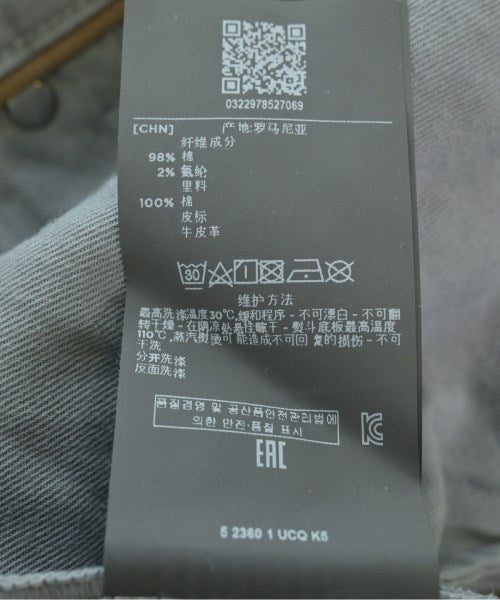 0322978527069
[CHN] 产地:罗马尼亚
纤维成分
98% 棉
2% 氨纶
里料
100% 棉
皮标
牛皮革
30
维护方法
最高洗涤温度30℃,缓和程序 - 不可漂白 - 不可翻
转干燥 - 在阴凉处悬挂晾干 - 熨斗底板最高温度
110℃,蒸汽熨烫可能造成不可回复的损伤 - 不可
干洗
分开洗涤
反面洗涤
품질경영 및 공산품안전관리법에
의한 안전·품질 표시
EAC
5 2360 1 UCQ K5